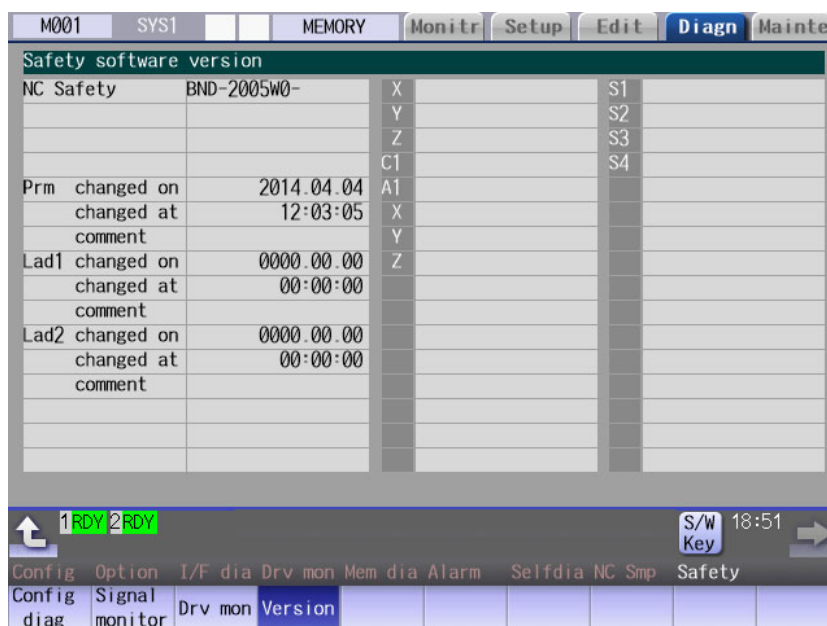 M001 SYS1 MEMORY Monitr Setup Edit Diagn Mainte
Safety software version
NC Safety BND-2005W0- X S1
Y S2
Z S3
C1 S4
Prm changed on 2014.04.04 A1
changed at 12:03:05 X
comment Y
Lad1 changed on 0000.00.00 Z
changed at 00:00:00
comment
Lad2 changed on 0000.00.00
changed at 00:00:00
comment
1 RDY 2 RDY S/W Key 18:51
Config Option I/F dia Drv mon Mem dia Alarm Selfdia NC Smp Safety
Config diag Signal monitor Drv mon Version